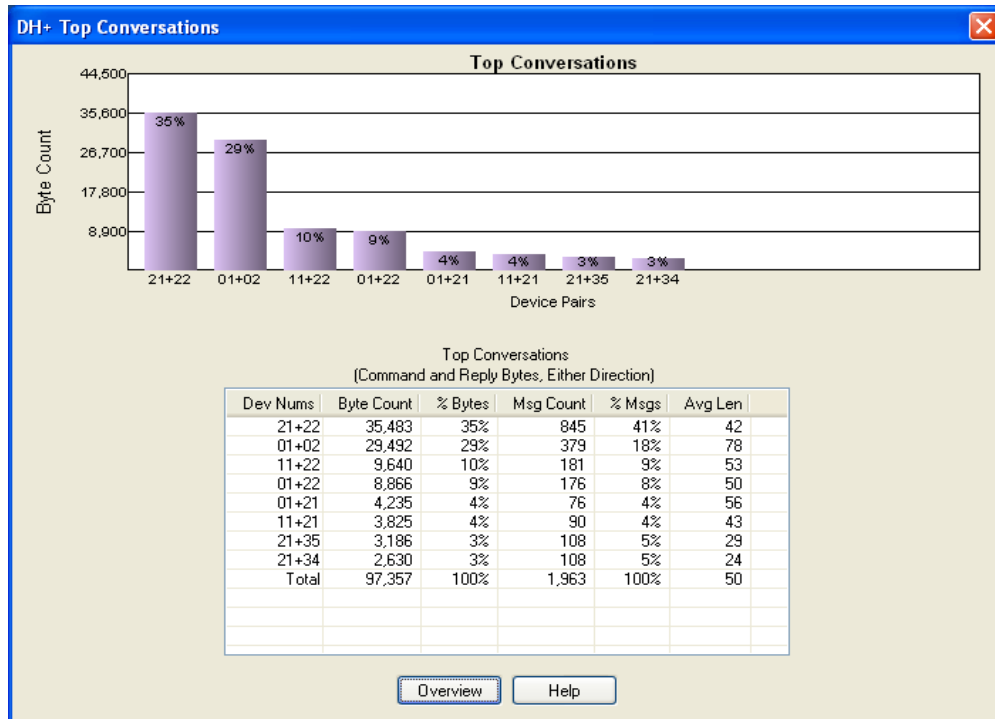 DH+ Top Conversations
Top Conversations
44,500
35,600
26,700
17,800
8,900
Byte Count
35%
29%
10%
9%
4%
4%
3%
3%
21+22 01+02 11+22 01+22 01+21 11+21 21+35 21+34
Device Pairs
Top Conversations
(Command and Reply Bytes, Either Direction)
Dev Nums Byte Count % Bytes Msg Count % Msgs Avg Len
21+22 35,483 35% 845 41% 42
01+02 29,492 29% 379 18% 78
11+22 9,640 10% 181 9% 53
01+22 8,866 9% 176 8% 50
01+21 4,235 4% 76 4% 56
11+21 3,825 4% 90 4% 43
21+35 3,186 3% 108 5% 29
21+34 2,630 3% 108 5% 24
Total 97,357 100% 1,963 100% 50
Overview Help